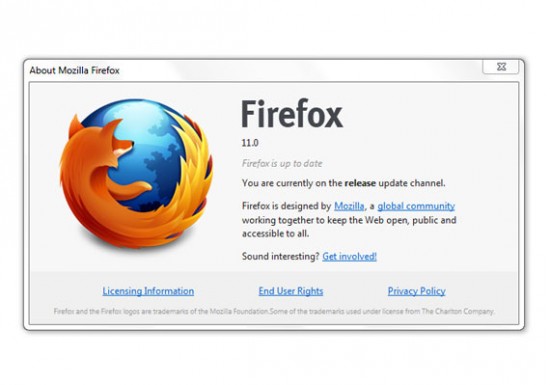 About Mozilla Firefox
Firefox
11.0
Firefox is up to date
You are currently on the release update channel.
Firefox is designed by Mozilla, a global community
working together to keep the Web open, public and
accessible to all.
Sound interesting? Get involved!
Licensing Information End User Rights Privacy Policy
Firefox and the Firefox logos are trademarks of the Mozilla Foundation.Some of the trademarks used under license from The Charlton Company.